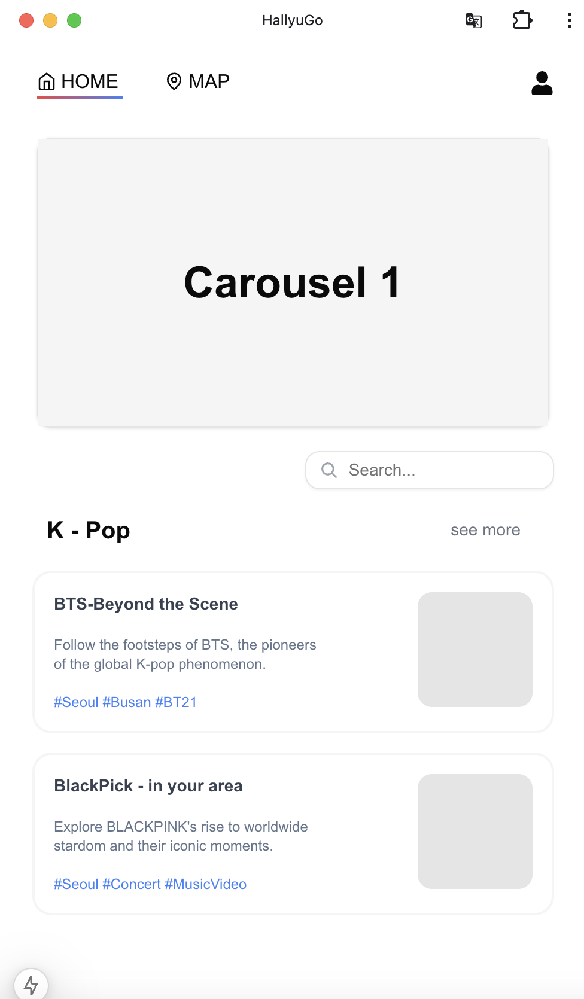 HallyuGo
HOME
MAP
Carousel 1
Search...
K - Pop
see more
BTS-Beyond the Scene
Follow the footsteps of BTS, the pioneers
of the global K-pop phenomenon.
#Seoul #Busan #BT21
BlackPick - in your area
Explore BLACKPINK's rise to worldwide
stardom and their iconic moments.
#Seoul #Concert #MusicVideo